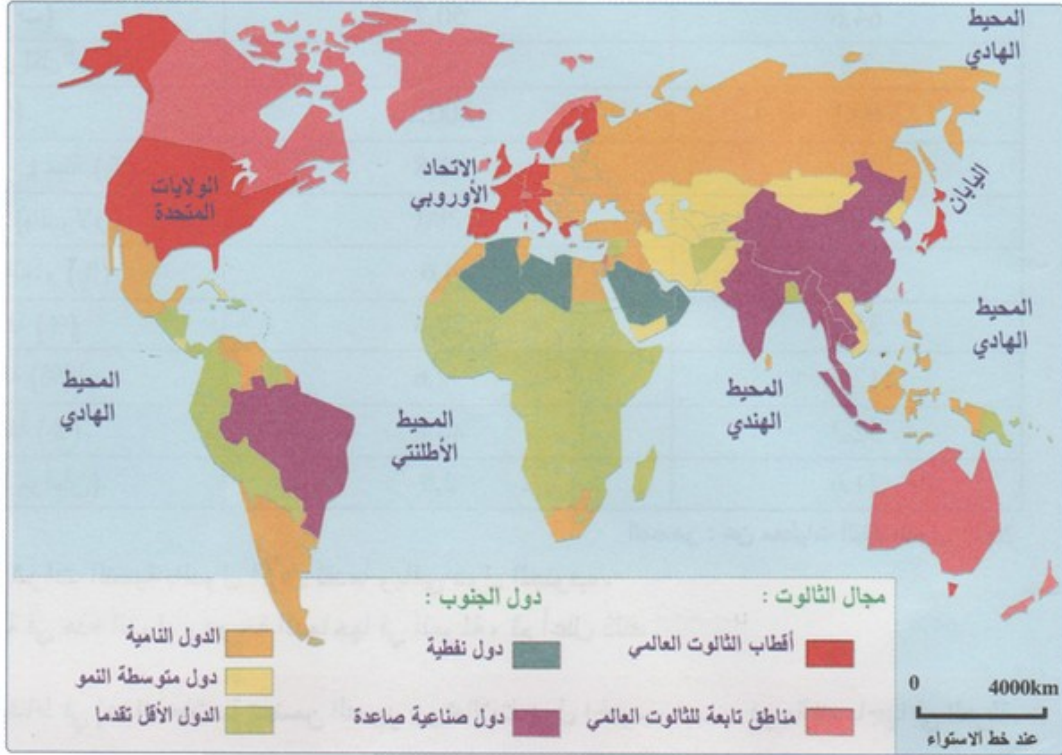 المحيط
الهادي
الاتحاد
الأوروبي
الولايات
المتحدة
اليابان
المحيط
الهادي
المحيط
الهادي
المحيط
الهندي
المحيط
الأطلنتي
مجال الثالوت :
أقطاب الثالوت العالمي
مناطق تابعة للثالوت العالمي
دول الجنوب :
دول نفطية
دول صناعية صاعدة
الدول النامية
دول متوسطة النمو
الدول الأقل تقدما
0 4000km
عند خط الاستواء